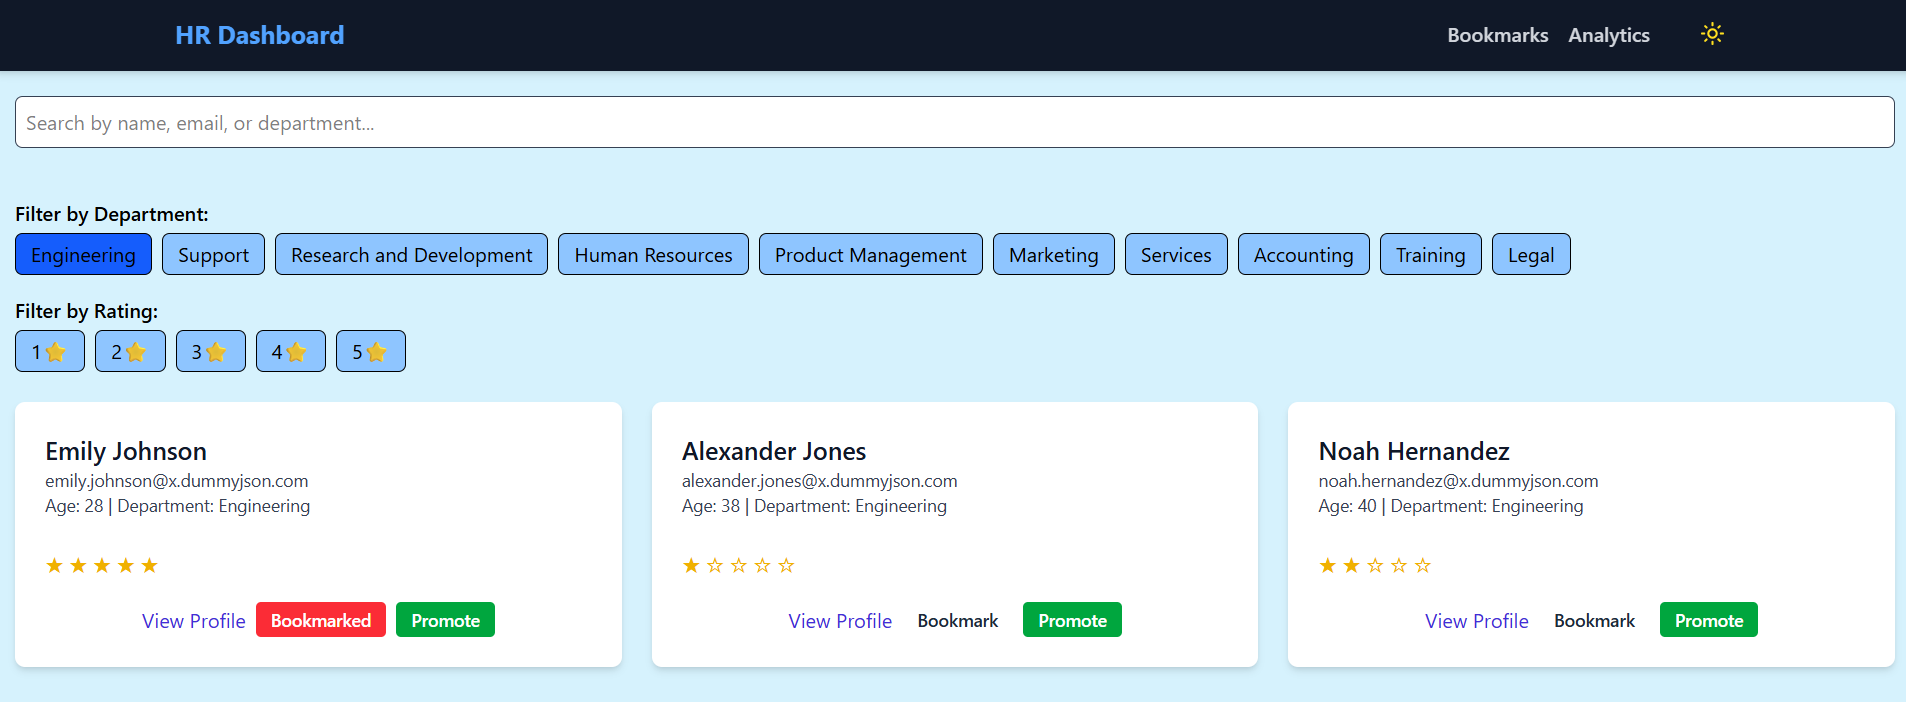 HR Dashboard Bookmarks Analytics
Search by name, email, or department...
Filter by Department:
Engineering Support Research and Development Human Resources Product Management Marketing Services Accounting Training Legal
Filter by Rating:
1⭐ 2⭐ 3⭐ 4⭐ 5⭐
Emily Johnson
emily.johnson@x.dummyjson.com
Age: 28 | Department: Engineering
★ ★ ★ ★ ★
View Profile Bookmarked Promote
Alexander Jones
alexander.jones@x.dummyjson.com
Age: 38 | Department: Engineering
★ ☆ ☆ ☆ ☆
View Profile Bookmark Promote
Noah Hernandez
noah.hernandez@x.dummyjson.com
Age: 40 | Department: Engineering
★ ★ ☆ ☆ ☆
View Profile Bookmark Promote